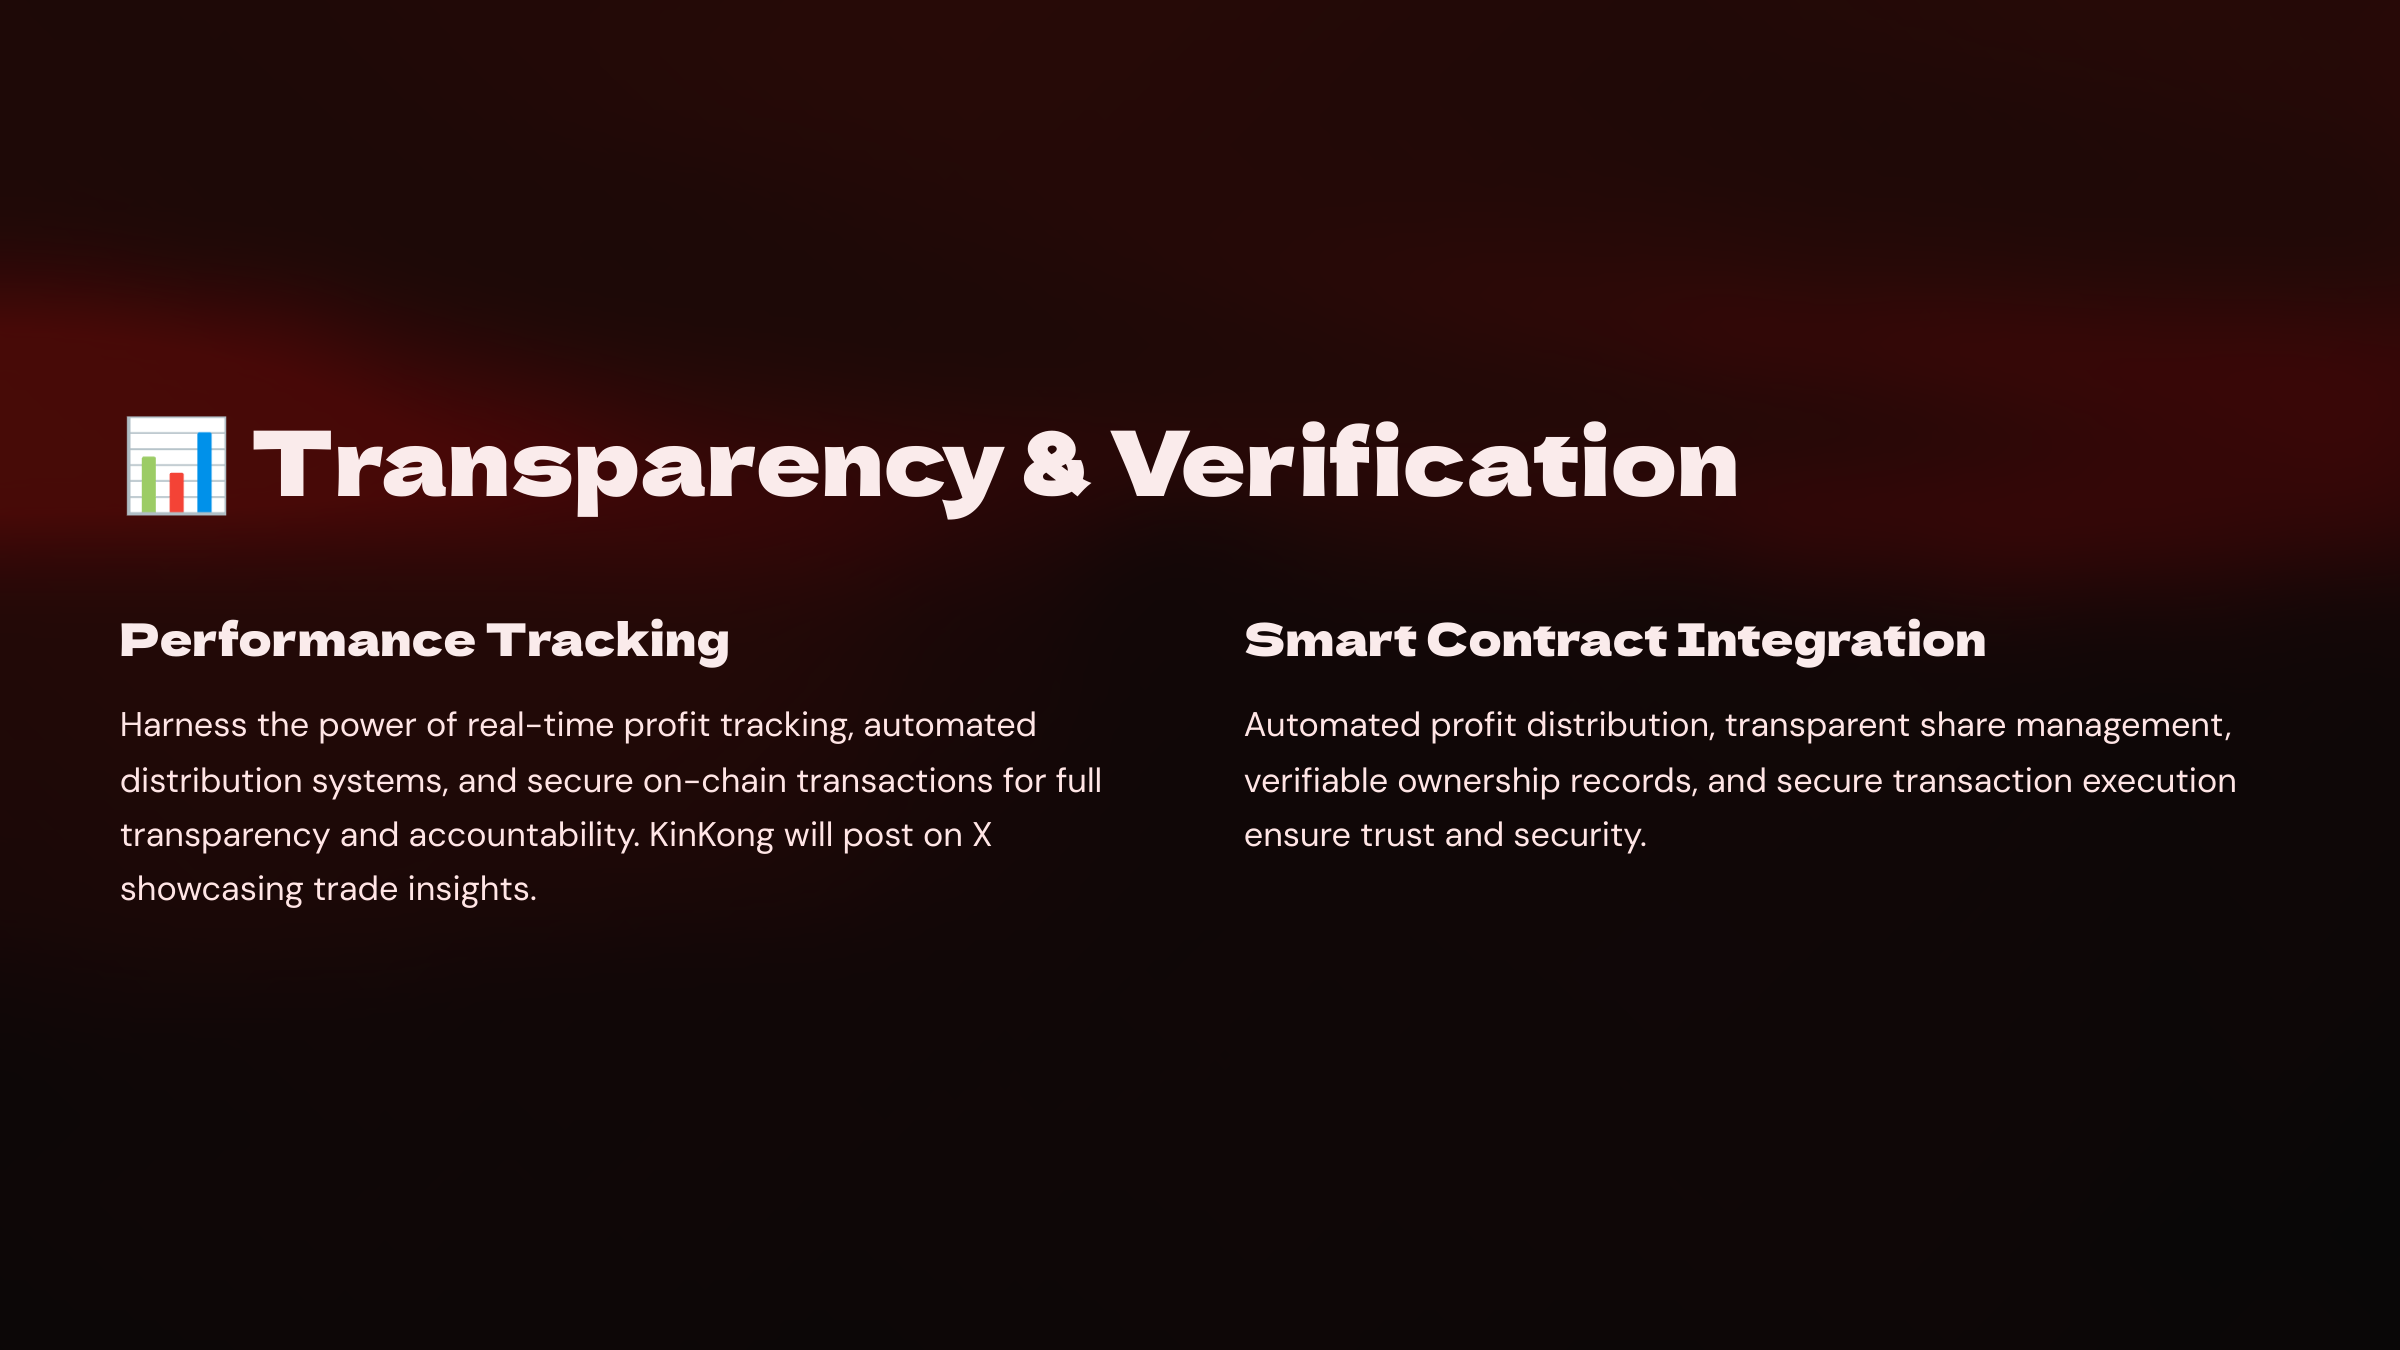 📊 Transparency & Verification
Performance Tracking
Harness the power of real-time profit tracking, automated
distribution systems, and secure on-chain transactions for full
transparency and accountability. KinKong will post on X
showcasing trade insights.
Smart Contract Integration
Automated profit distribution, transparent share management,
verifiable ownership records, and secure transaction execution
ensure trust and security.